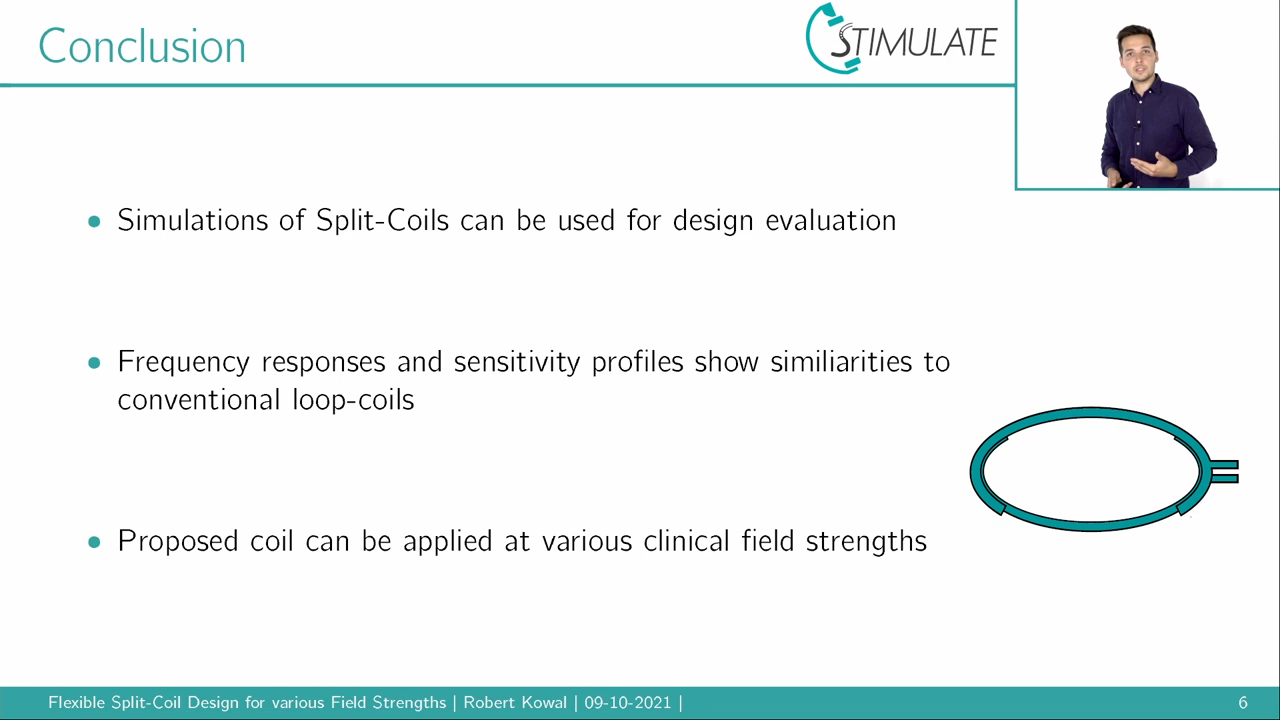 Conclusion
STIMULATE
• Simulations of Split-Coils can be used for design evaluation
• Frequency responses and sensitivity profiles show similiarities to
conventional loop-coils
• Proposed coil can be applied at various clinical field strengths
Flexible Split-Coil Design for various Field Strengths | Robert Kowal | 09-10-2021 |
6